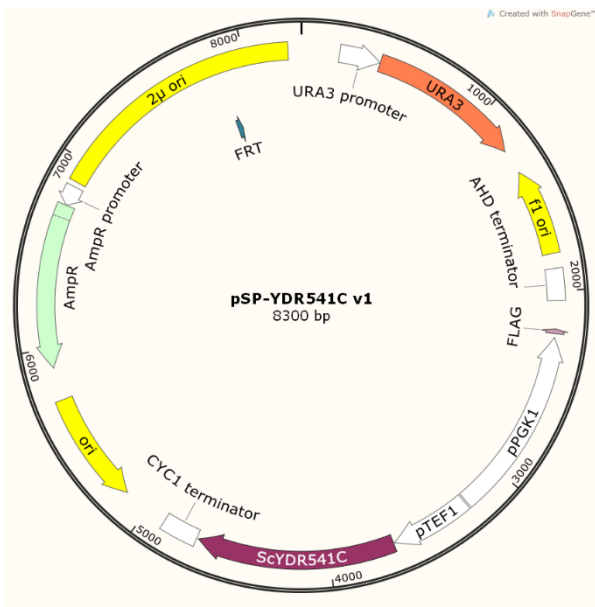 Created with SnapGene™
8000
2µ ori
URA3 promoter
URA3
1000
FRT
7000
AmpR promoter
AmpR
AHD terminator
f1 ori
2000
pSP-YDR541C v1
8300 bp
FLAG
6000
pPGK1
3000
ori
CYC1 terminator
pTEF1
5000
ScYDR541C
4000